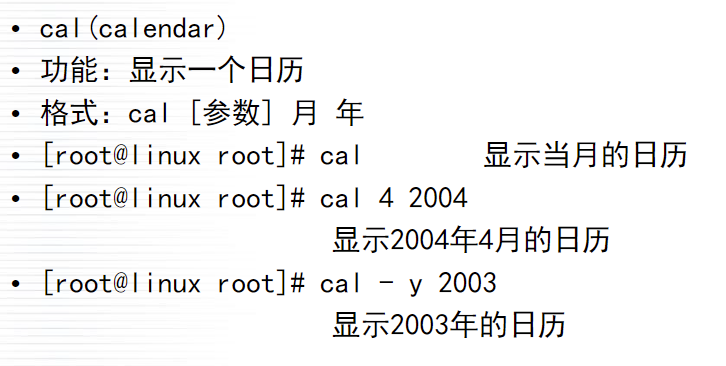 • cal(calendar)
• 功能：显示一个日历
• 格式：cal [参数] 月 年
• [root@linux root]# cal 显示当月的日历
• [root@linux root]# cal 4 2004
显示2004年4月的日历
• [root@linux root]# cal - y 2003
显示2003年的日历